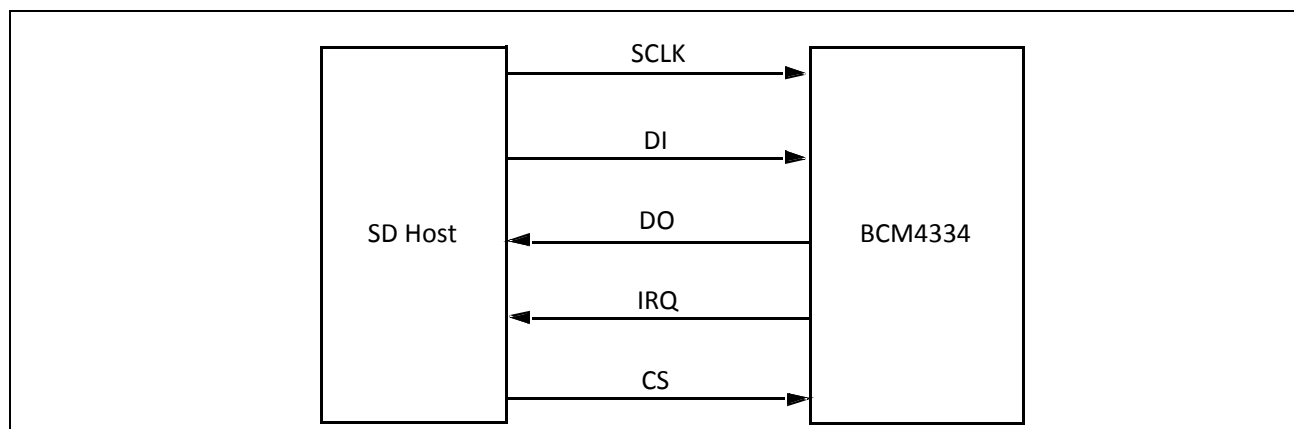 SCLK
DI
SD Host
DO
BCM4334
IRQ
CS